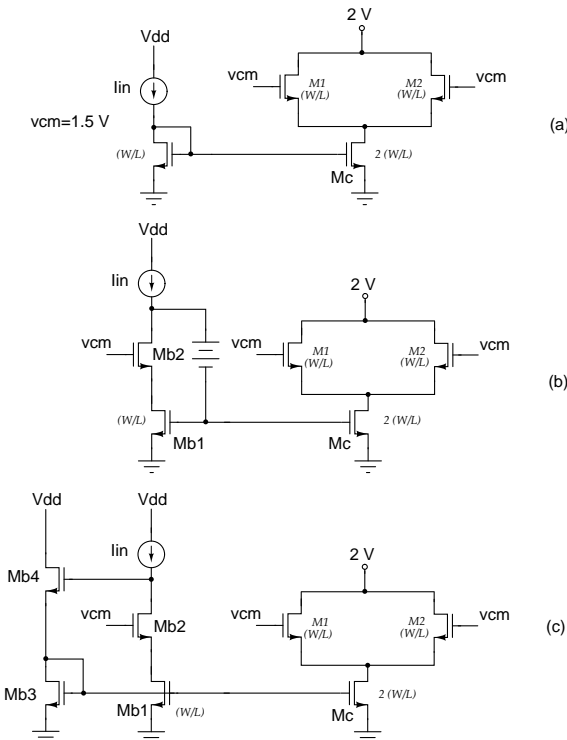 2 V
Vdd
Iin
vcm
M1
(W/L)
M2
(W/L)
vcm
vcm=1.5 V
(W/L)
2 (W/L)
Mc
(a)
Vdd
Iin
2 V
vcm
Mb2
vcm
M1
(W/L)
M2
(W/L)
vcm
(W/L)
Mb1
2 (W/L)
Mc
(b)
Vdd
Vdd
Iin
2 V
Mb4
vcm
Mb2
vcm
M1
(W/L)
M2
(W/L)
vcm
(c)
Mb3
Mb1
(W/L)
2 (W/L)
Mc